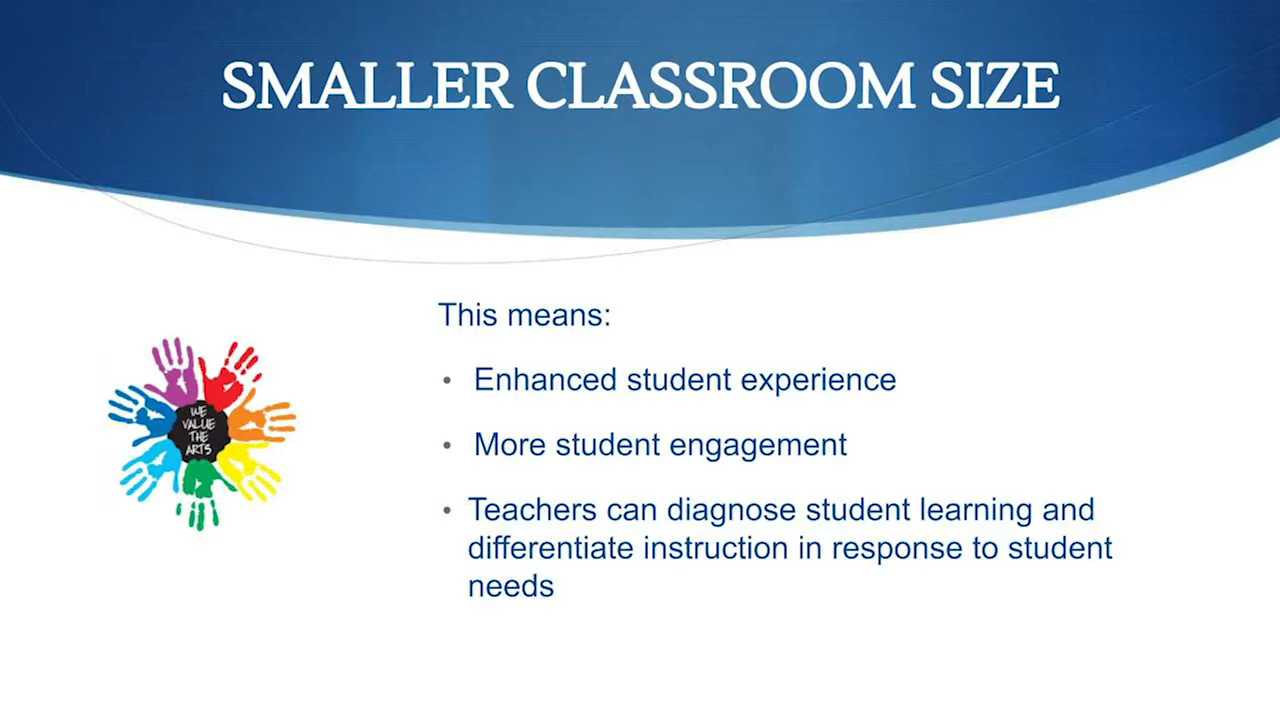 SMALLER CLASSROOM SIZE
This means:
• Enhanced student experience
• More student engagement
• Teachers can diagnose student learning and
differentiate instruction in response to student
needs
WE
VALUE
THE
ARTS